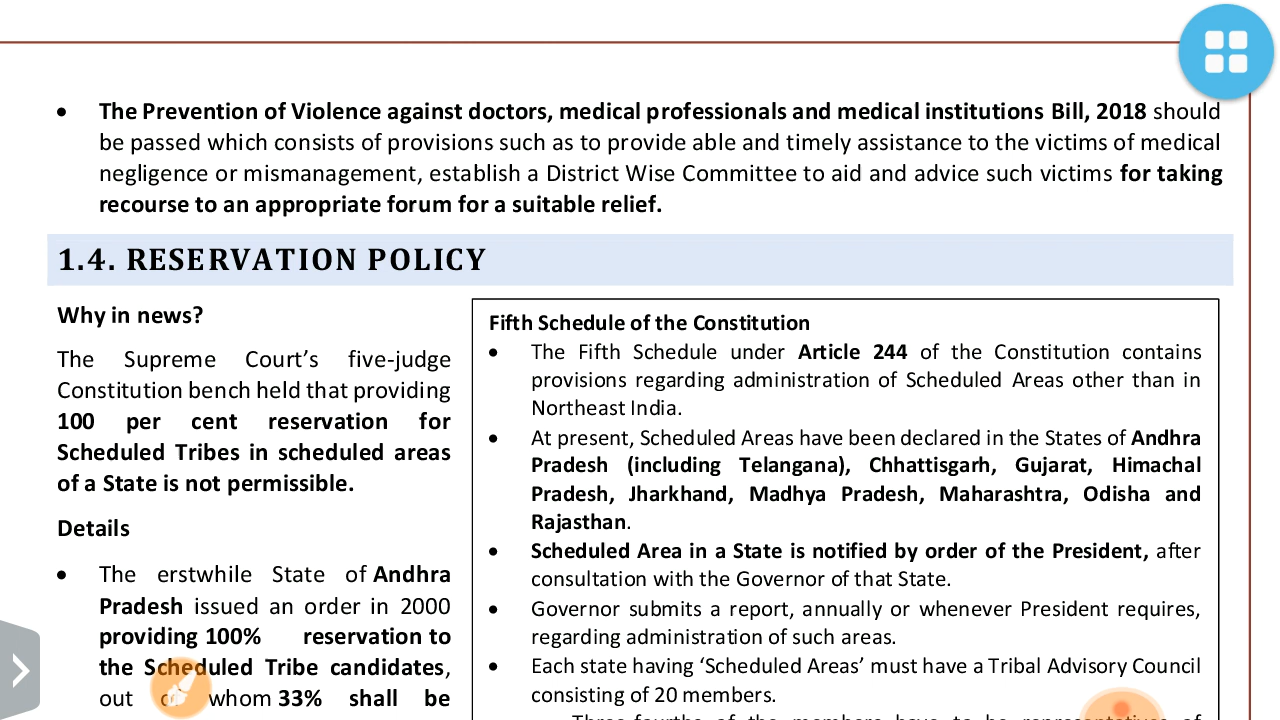 • The Prevention of Violence against doctors, medical professionals and medical institutions Bill, 2018 should
be passed which consists of provisions such as to provide able and timely assistance to the victims of medical
negligence or mismanagement, establish a District Wise Committee to aid and advice such victims for taking
recourse to an appropriate forum for a suitable relief.
1.4. RESERVATION POLICY
Why in news?
The Supreme Court’s five-judge
Constitution bench held that providing
100 per cent reservation for
Scheduled Tribes in scheduled areas
of a State is not permissible.
Details
• The erstwhile State of Andhra
Pradesh issued an order in 2000
providing 100% reservation to
the Scheduled Tribe candidates,
out whom 33% shall be
Fifth Schedule of the Constitution
• The Fifth Schedule under Article 244 of the Constitution contains
provisions regarding administration of Scheduled Areas other than in
Northeast India.
• At present, Scheduled Areas have been declared in the States of Andhra
Pradesh (including Telangana), Chhattisgarh, Gujarat, Himachal
Pradesh, Jharkhand, Madhya Pradesh, Maharashtra, Odisha and
Rajasthan.
• Scheduled Area in a State is notified by order of the President, after
consultation with the Governor of that State.
• Governor submits a report, annually or whenever President requires,
regarding administration of such areas.
• Each state having ‘Scheduled Areas’ must have a Tribal Advisory Council
consisting of 20 members.
Three-fourths of the members have to be representatives of